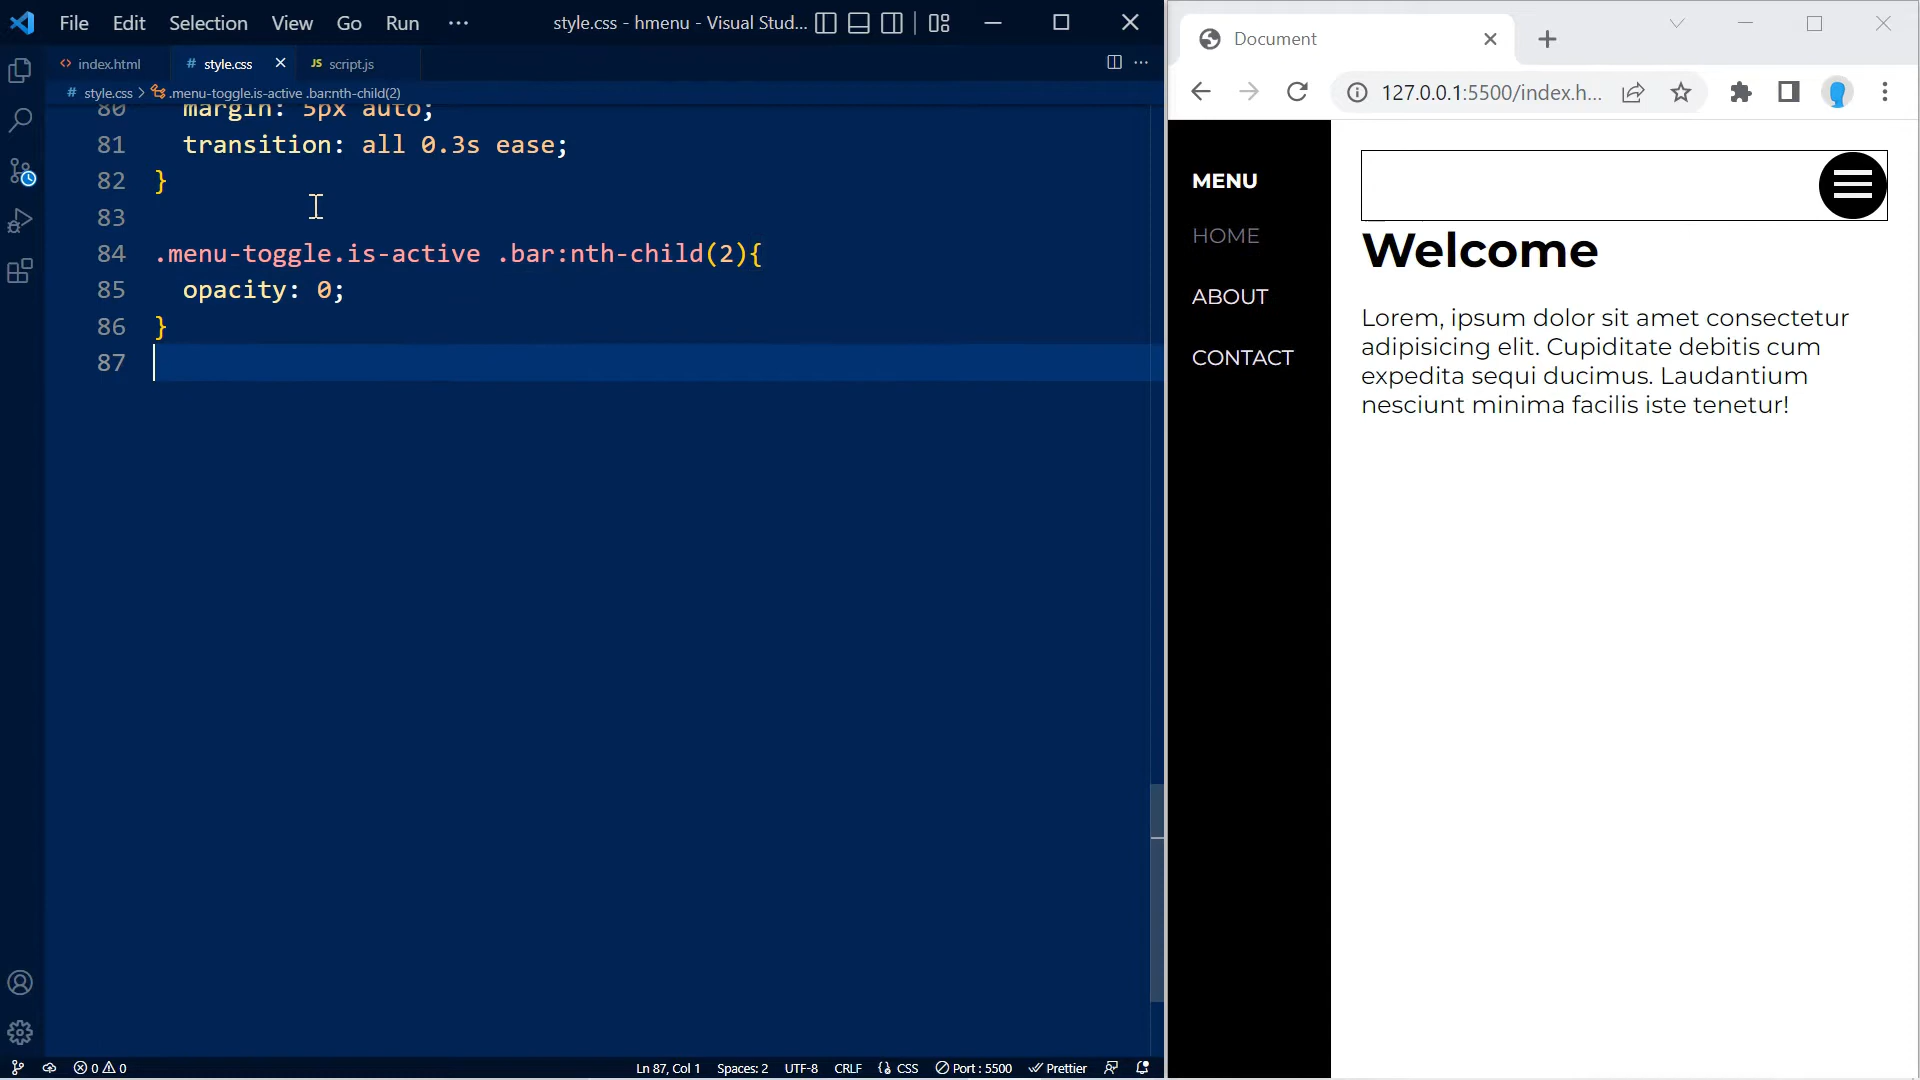 File Edit Selection View Go Run ··· style.css - hmenu - Visual Stud...
index.html # style.css JS script.js
# style.css > .menu-toggle.is-active .bar:nth-child(2)
80 margin: 5px auto;
81 transition: all 0.3s ease;
82 }
83
84 .menu-toggle.is-active .bar:nth-child(2){
85 opacity: 0;
86 }
87
0 0 Ln 87, Col 1 Spaces: 2 UTF-8 CRLF CSS Port : 5500 Prettier
Document
127.0.0.1:5500/index.h...
MENU
HOME
ABOUT
CONTACT
Welcome
Lorem, ipsum dolor sit amet consectetur
adipisicing elit. Cupiditate debitis cum
expedita sequi ducimus. Laudantium
nesciunt minima facilis iste tenetur!